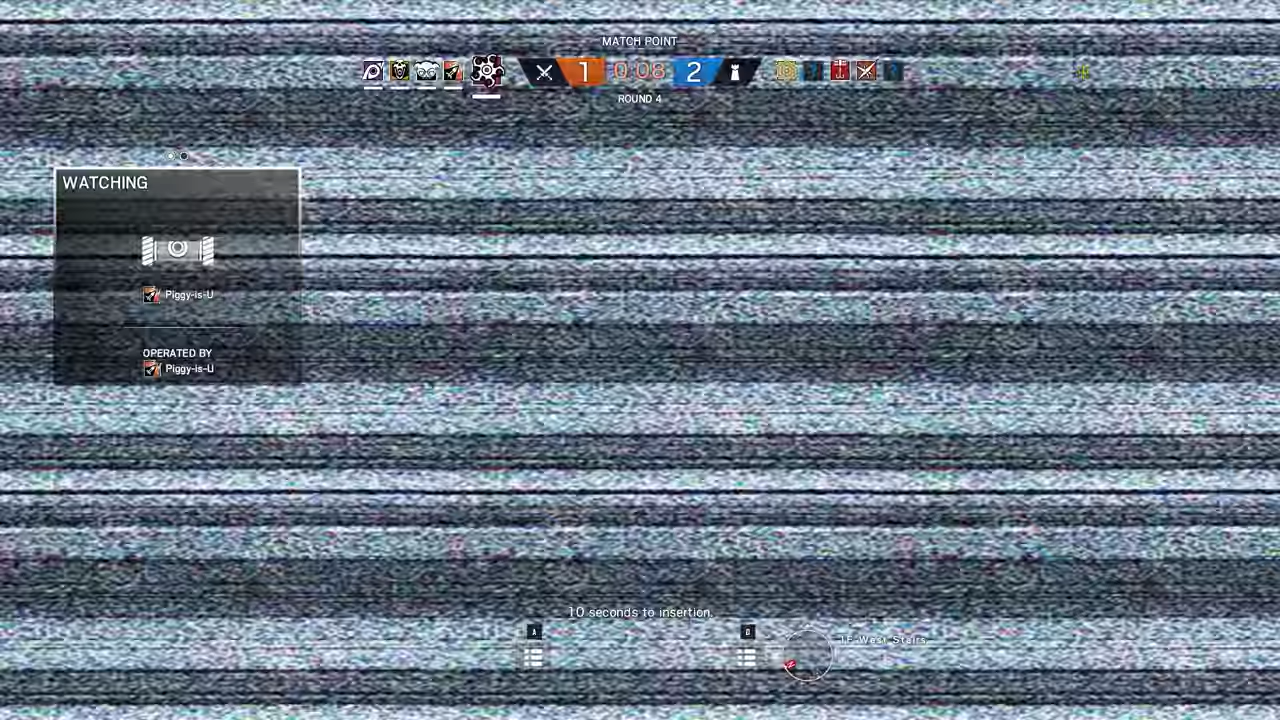 MATCH POINT
1 0:08 2
ROUND 4
WATCHING
Piggy-is-U
OPERATED BY
Piggy-is-U
10 seconds to insertion.
A D
1F West Stairs